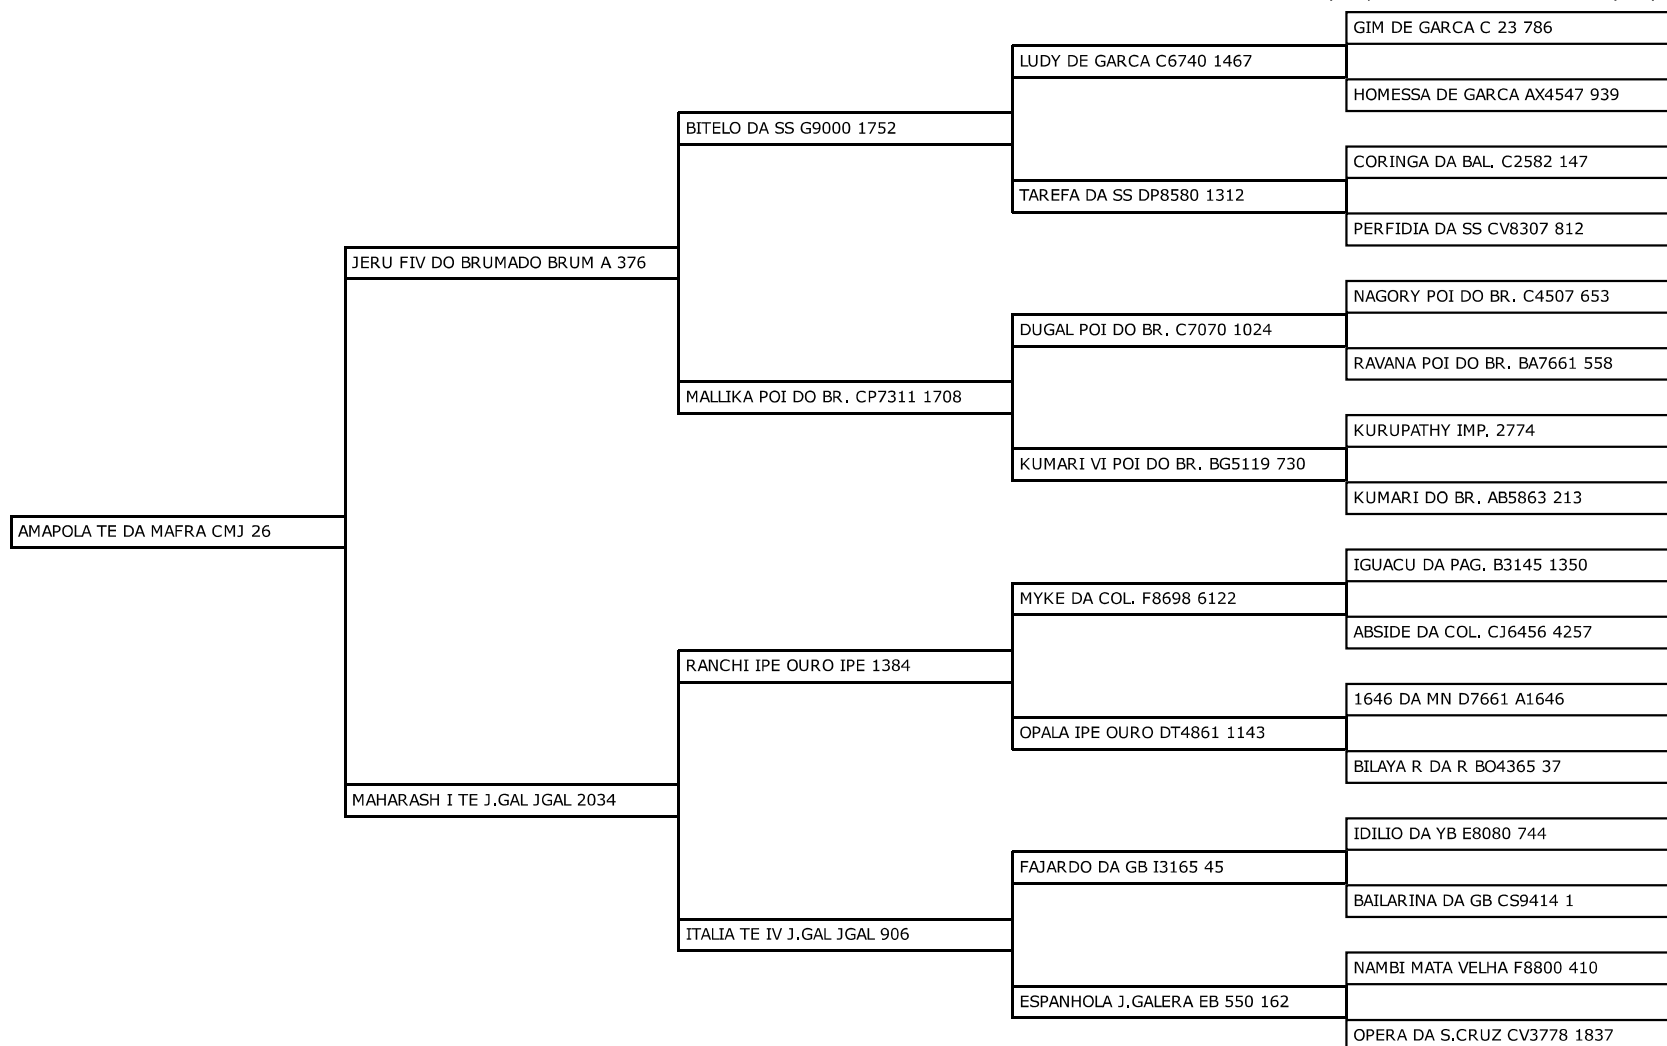 GIM DE GARCA C 23 786
LUDY DE GARCA C6740 1467
HOMESSA DE GARCA AX4547 939
BITELO DA SS G9000 1752
CORINGA DA BAL. C2582 147
TAREFA DA SS DP8580 1312
PERFIDIA DA SS CV8307 812
JERU FIV DO BRUMADO BRUM A 376
NAGORY POI DO BR. C4507 653
DUGAL POI DO BR. C7070 1024
RAVANA POI DO BR. BA7661 558
MALLIKA POI DO BR. CP7311 1708
KURUPATHY IMP. 2774
KUMARI VI POI DO BR. BG5119 730
KUMARI DO BR. AB5863 213
AMAPOLA TE DA MAFRA CMJ 26
IGUACU DA PAG. B3145 1350
MYKE DA COL. F8698 6122
ABSIDE DA COL. CJ6456 4257
RANCHI IPE OURO IPE 1384
1646 DA MN D7661 A1646
OPALA IPE OURO DT4861 1143
BILAYA R DA R BO4365 37
MAHARASH I TE J.GAL JGAL 2034
IDILIO DA YB E8080 744
FAJARDO DA GB I3165 45
BAILARINA DA GB CS9414 1
ITALIA TE IV J.GAL JGAL 906
NAMBI MATA VELHA F8800 410
ESPANHOLA J.GALERA EB 550 162
OPERA DA S.CRUZ CV3778 1837